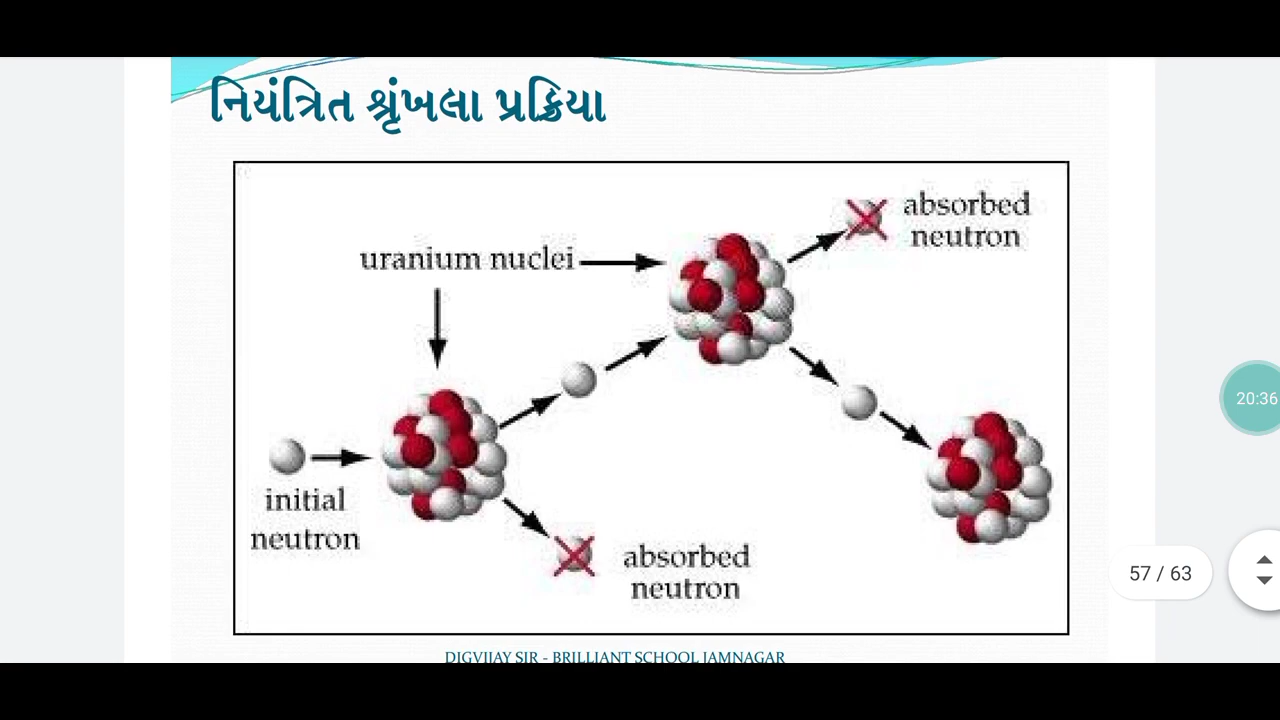 નિયંત્રિત શ્રૃંખલા પ્રક્રિયા
absorbed
neutron
uranium nuclei
initial
neutron
absorbed
neutron
20:36
57 / 63
DIGVIJAY SIR - BRILLIANT SCHOOL JAMNAGAR